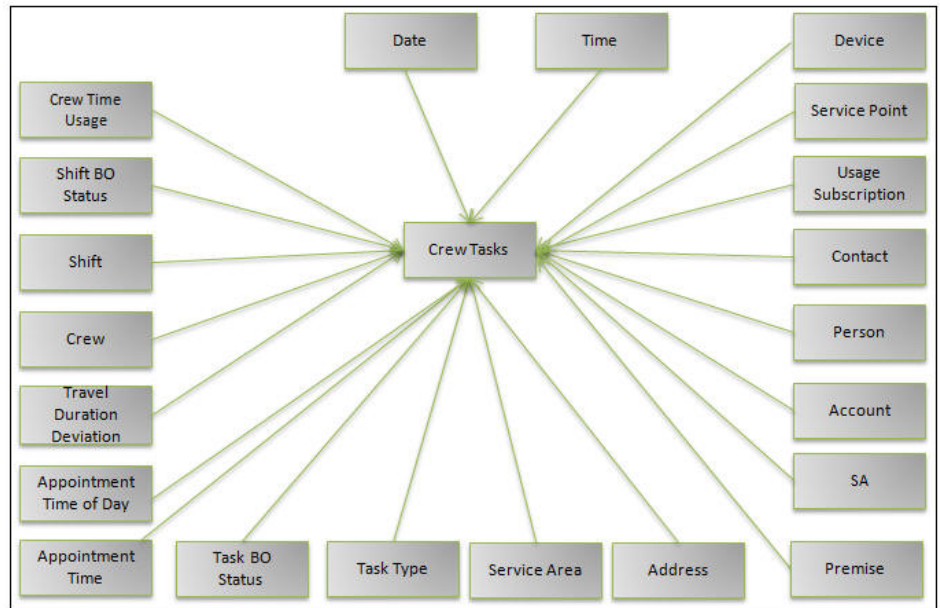 Date
Time
Device
Crew Time
Usage
Service Point
Shift BO
Status
Usage
Subscription
Crew Tasks
Shift
Contact
Crew
Person
Travel
Duration
Deviation
Account
Appointment
Time of Day
SA
Appointment
Time
Task BO
Status
Task Type
Service Area
Address
Premise